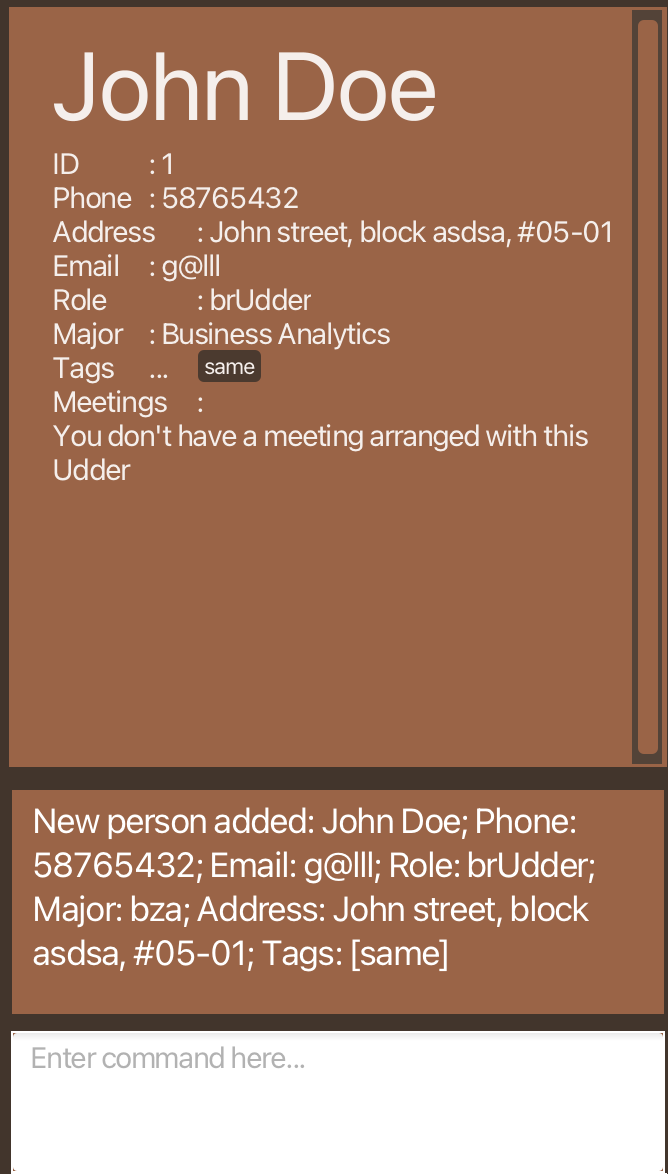 John Doe
ID : 1
Phone : 58765432
Address : John street, block asdsa, #05-01
Email : g@lll
Role : brUdder
Major : Business Analytics
Tags ... same
Meetings :
You don't have a meeting arranged with this
Udder
New person added: John Doe; Phone:
58765432; Email: g@lll; Role: brUdder;
Major: bza; Address: John street, block
asdsa, #05-01; Tags: [same]
Enter command here...